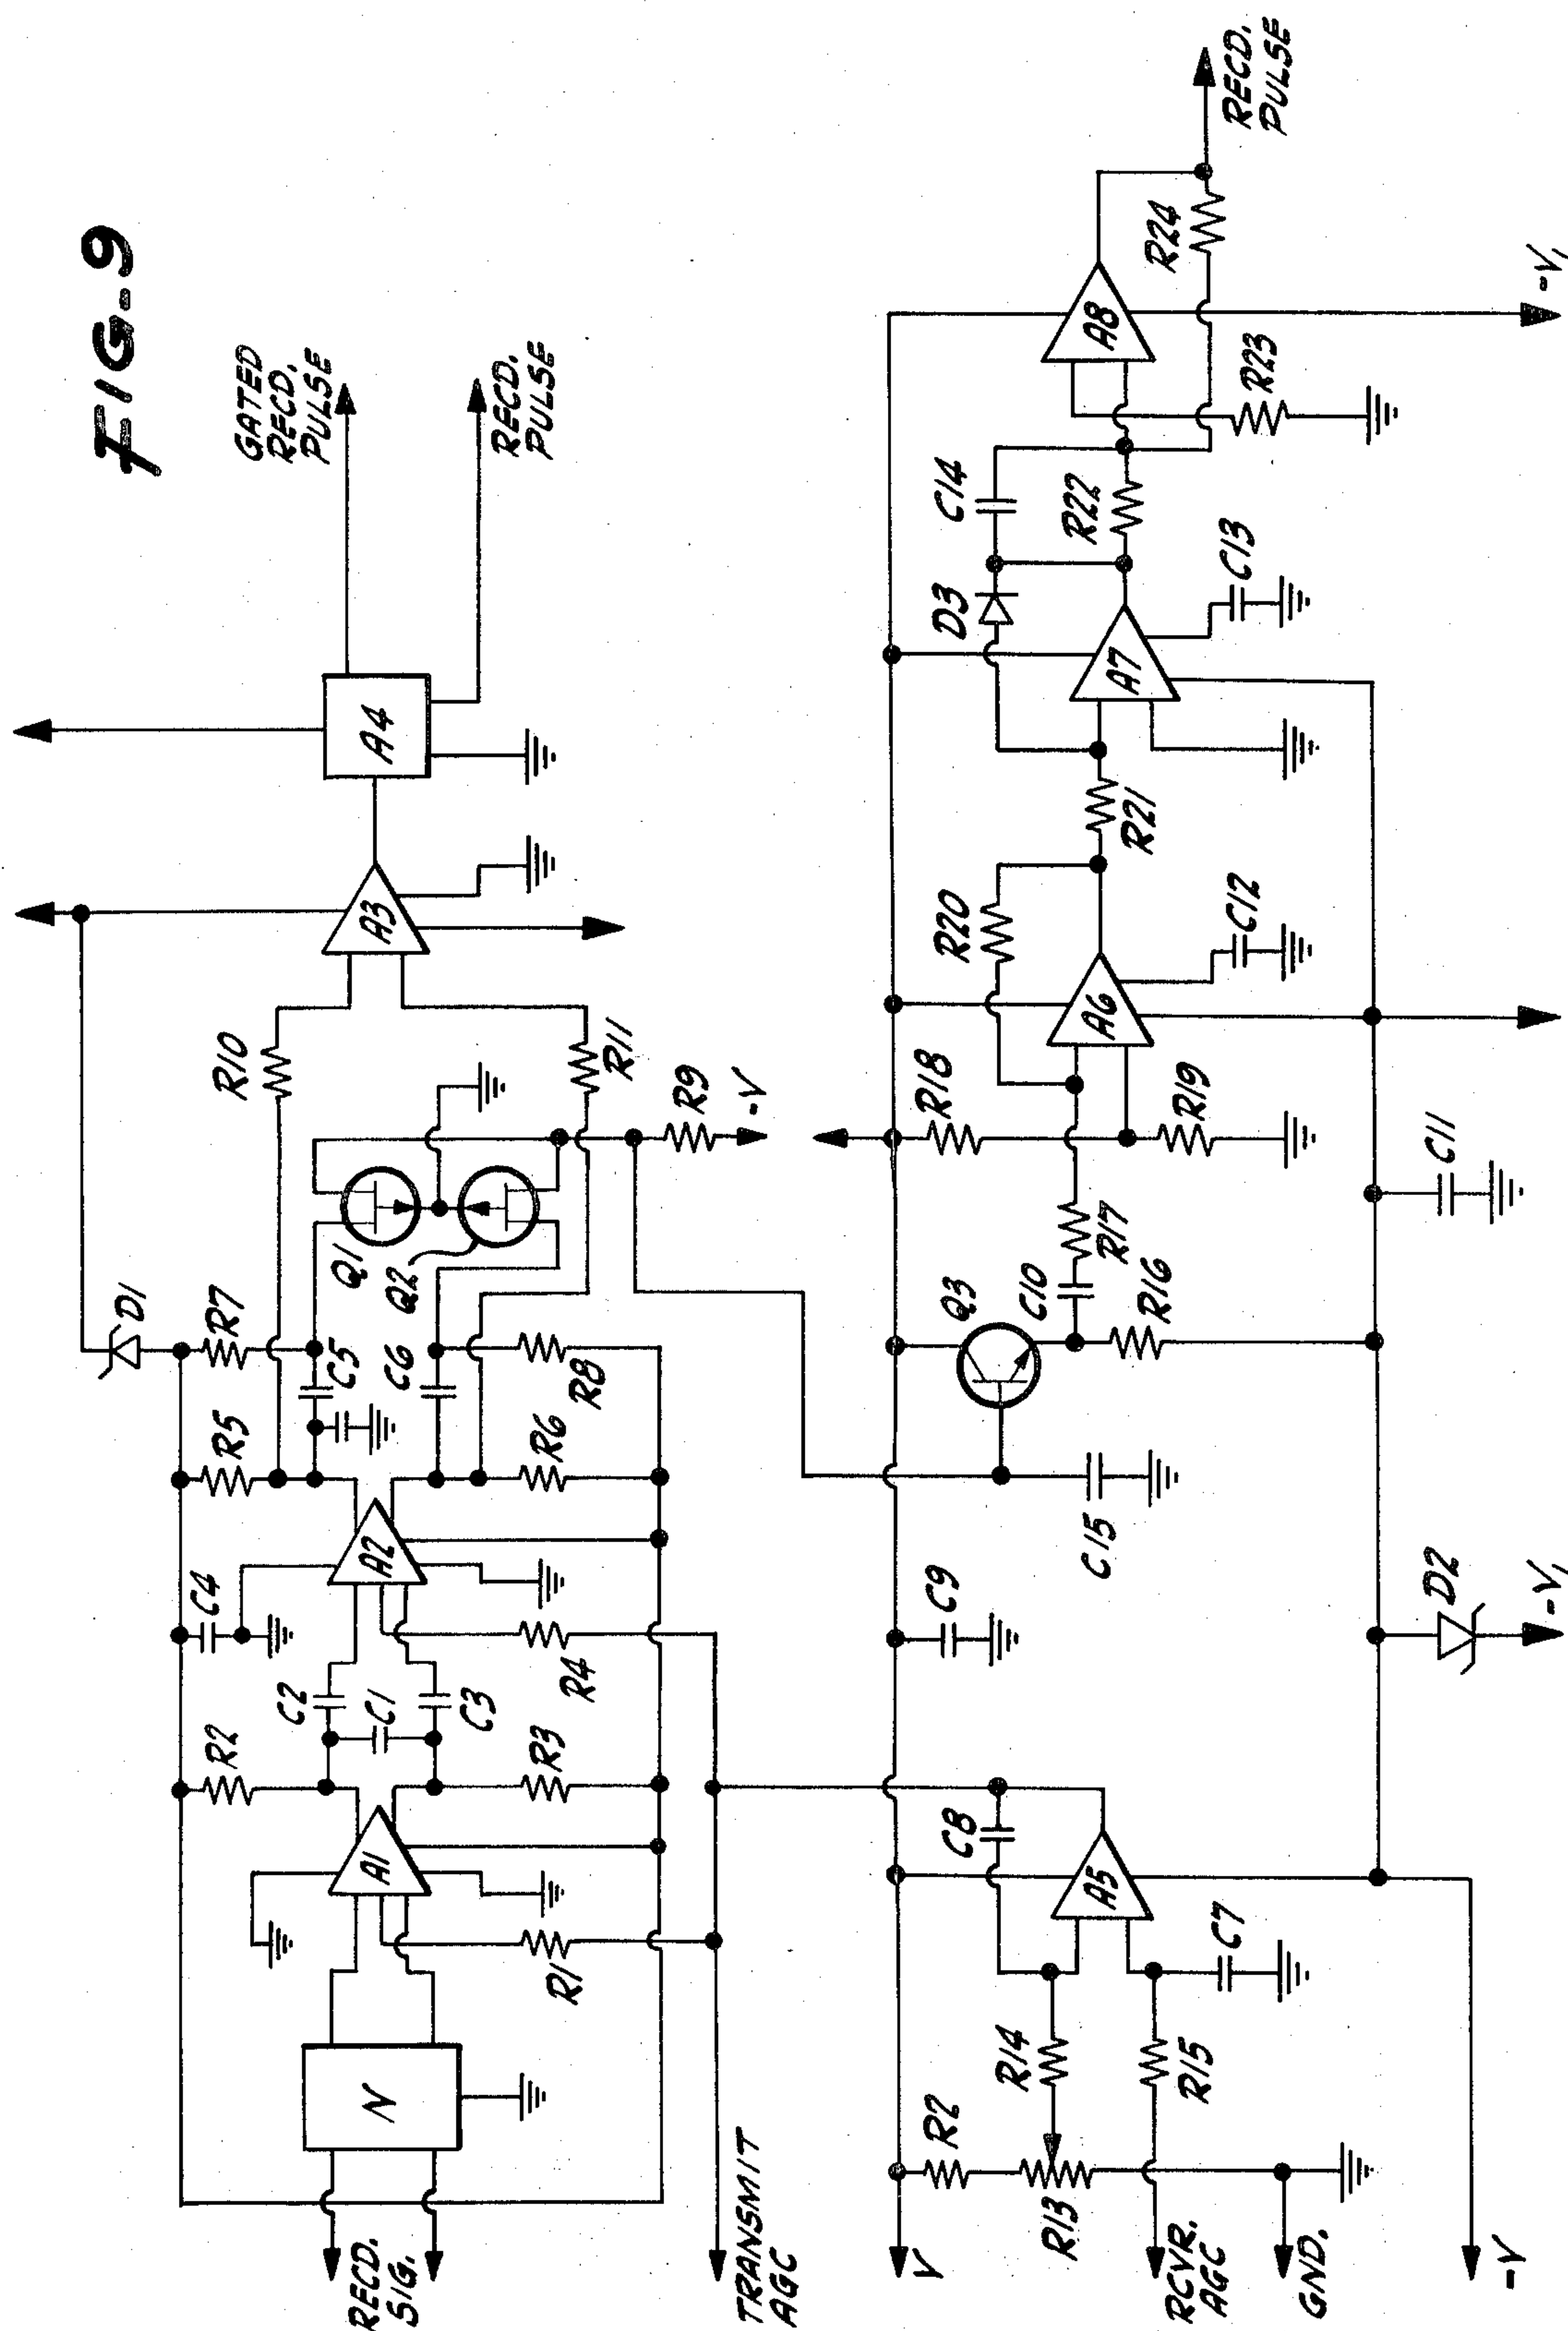 FIG-9
D1
R2
C4
R5
R7
R10
GATED
RECD.
PULSE
C2
C5
Q1
RECD.
SIG.
N
A1
C1
A2
C6
Q2
A3
A4
C3
RECD.
PULSE
R1
R3
R4
R6
R8
R11
R9
-V
TRANSMIT
AGC
V
R2
C8
C9
Q3
R18
R20
D3
C14
R14
C10
R13
A5
C15
R17
A6
R21
A7
R22
A8
R24
R16
R19
R15
C7
C12
C13
R23
RECD.
PULSE
RCVR.
AGC
GND.
D2
C11
-V
-V1
-V1